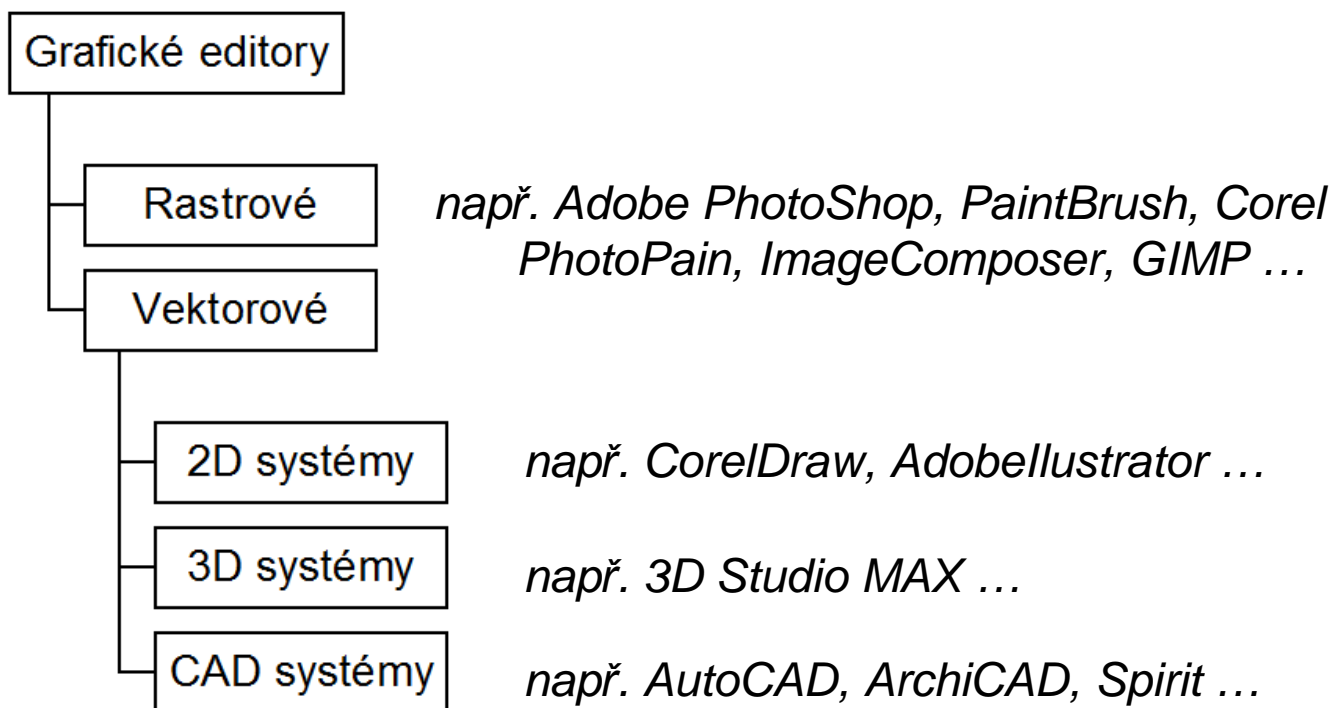 Grafické editory
Rastrové
např. Adobe PhotoShop, PaintBrush, Corel
PhotoPain, ImageComposer, GIMP …
Vektorové
2D systémy
např. CorelDraw, AdobeIlustrator …
3D systémy
např. 3D Studio MAX …
CAD systémy
např. AutoCAD, ArchiCAD, Spirit …